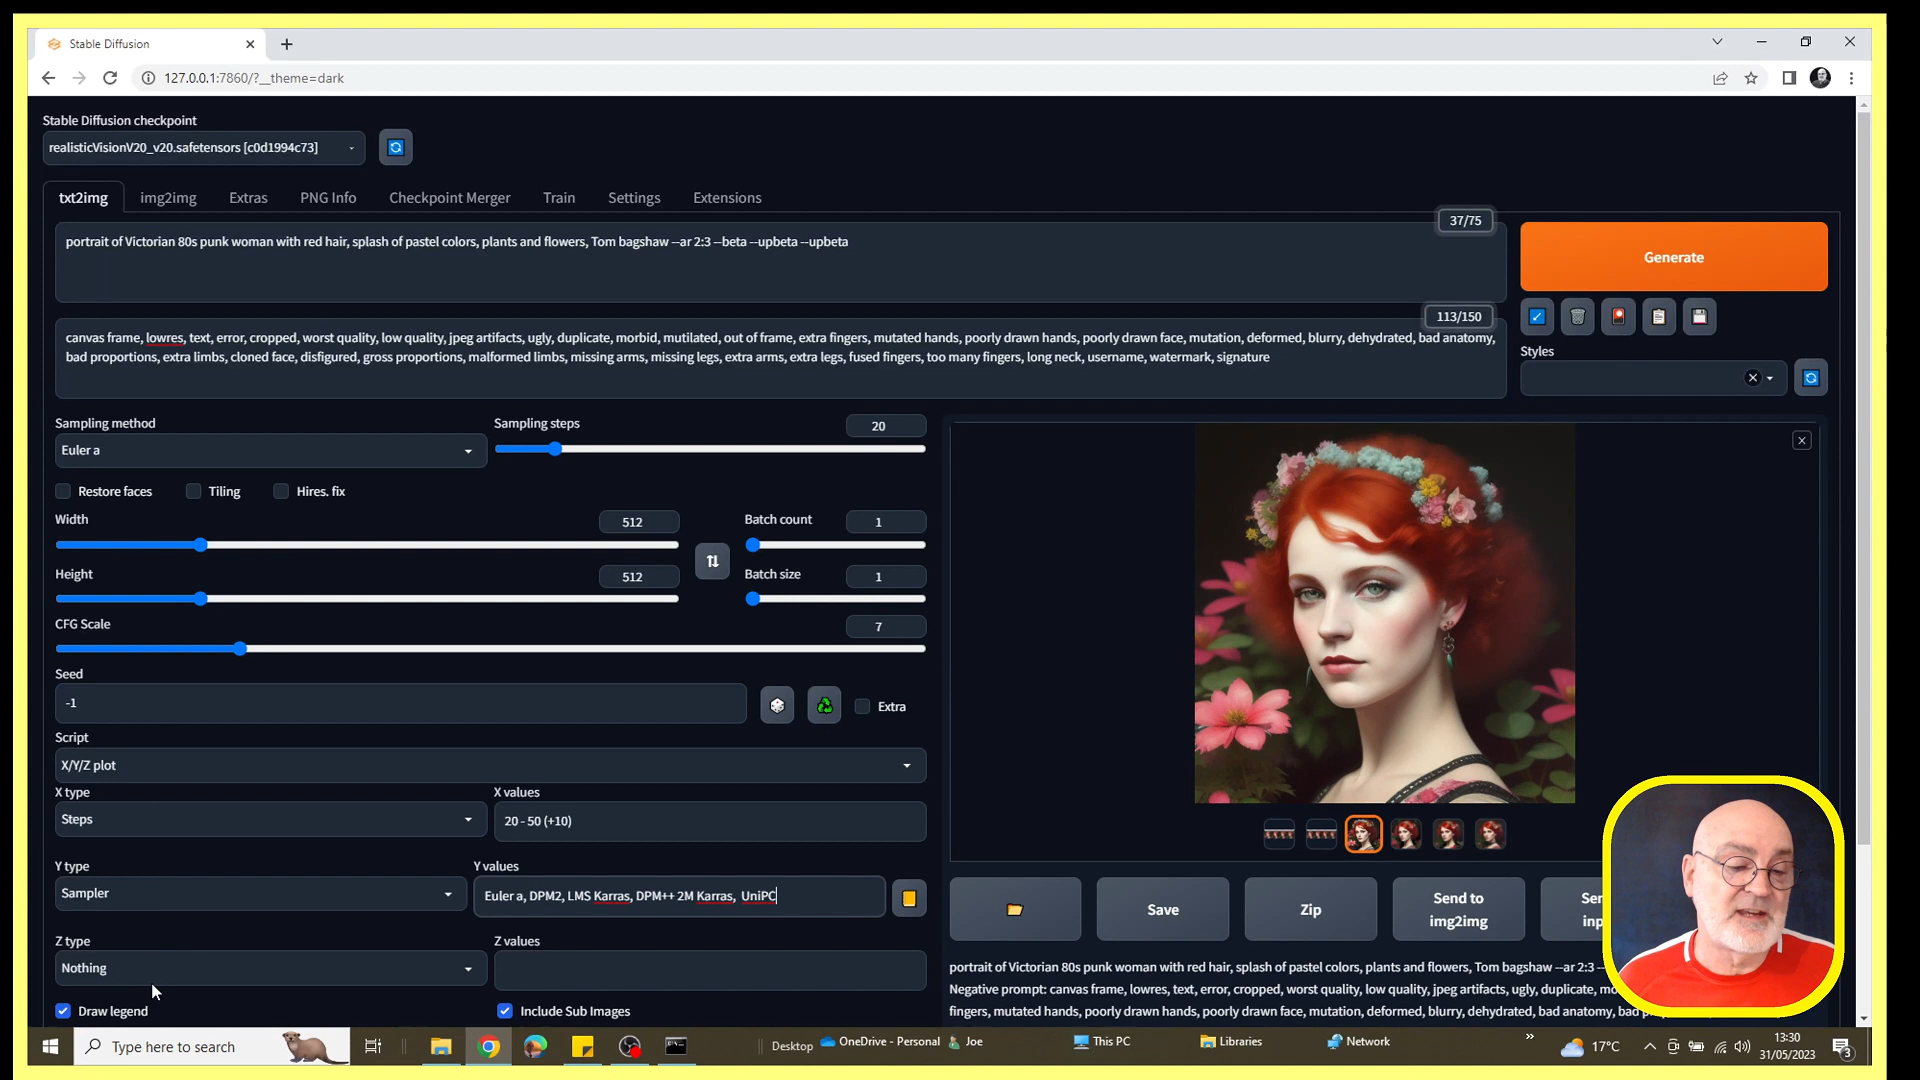 Stable Diffusion
127.0.0.1:7860/?__theme=dark
Stable Diffusion checkpoint
realisticVisionV20_v20.safetensors [c0d1994c73]
txt2img img2img Extras PNG Info Checkpoint Merger Train Settings Extensions
37/75
portrait of Victorian 80s punk woman with red hair, splash of pastel colors, plants and flowers, Tom bagshaw --ar 2:3 --beta --upbeta --upbeta
Generate
113/150
canvas frame, lowres, text, error, cropped, worst quality, low quality, jpeg artifacts, ugly, duplicate, morbid, mutilated, out of frame, extra fingers, mutated hands, poorly drawn hands, poorly drawn face, mutation, deformed, blurry, dehydrated, bad anatomy,
bad proportions, extra limbs, cloned face, disfigured, gross proportions, malformed limbs, missing arms, missing legs, extra arms, extra legs, fused fingers, too many fingers, long neck, username, watermark, signature
Styles
Sampling method
Euler a
Sampling steps
20
Restore faces Tiling Hires. fix
Width
512
Batch count
1
Height
512
Batch size
1
CFG Scale
7
Seed
-1
Extra
Script
X/Y/Z plot
X type
Steps
X values
20 - 50 (+10)
Y type
Sampler
Y values
Euler a, DPM2, LMS Karras, DPM++ 2M Karras, UniPC
Z type
Nothing
Z values
Draw legend
Include Sub Images
Save
Zip
Send to
img2img
portrait of Victorian 80s punk woman with red hair, splash of pastel colors, plants and flowers, Tom bagshaw --ar 2:3
Negative prompt: canvas frame, lowres, text, error, cropped, worst quality, low quality, jpeg artifacts, ugly, duplicate,
fingers, mutated hands, poorly drawn hands, poorly drawn face, mutation, deformed, blurry, dehydrated, bad anatomy, bad
Type here to search
Desktop
OneDrive - Personal
Joe
This PC
Libraries
Network
»
17°C
13:30
31/05/2023
3